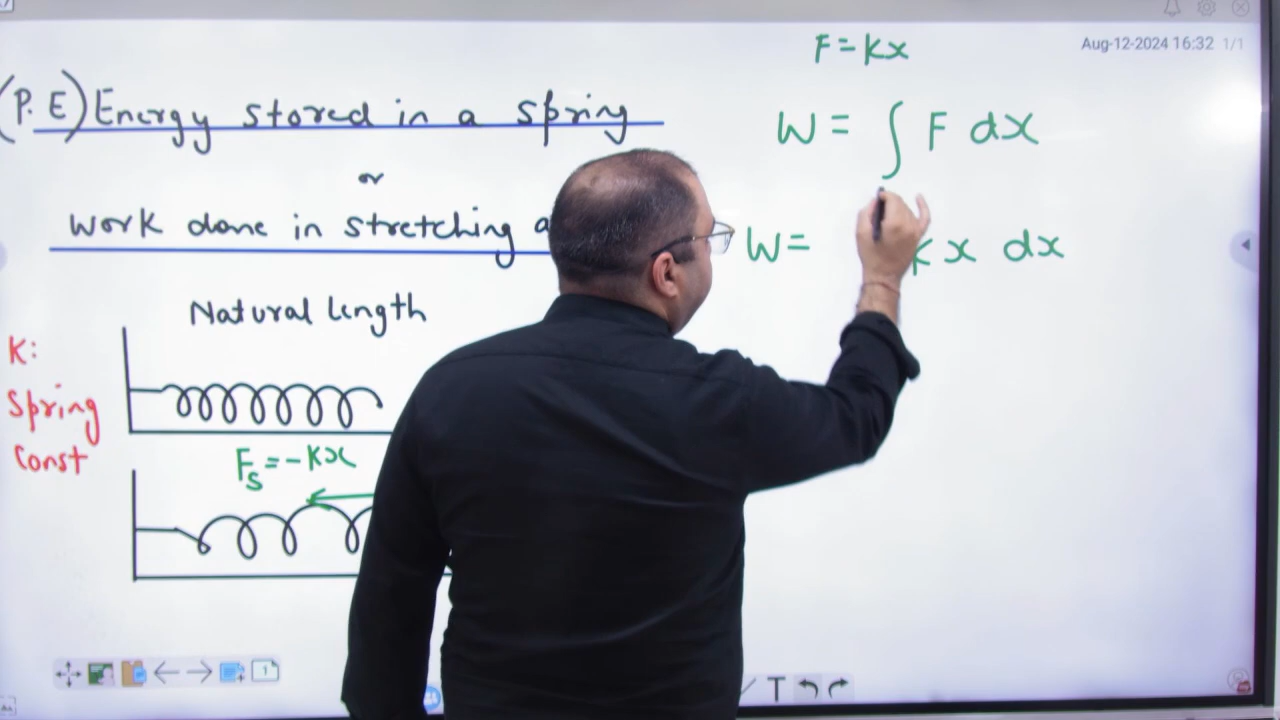 Aug-12-2024 16:32 1/1
F = kx
(P.E) Energy stored in a spring
W = ∫ F dx
or
Work done in stretching a
W = k x dx
Natural length
K:
Spring
Const
F_s = -Kx
T